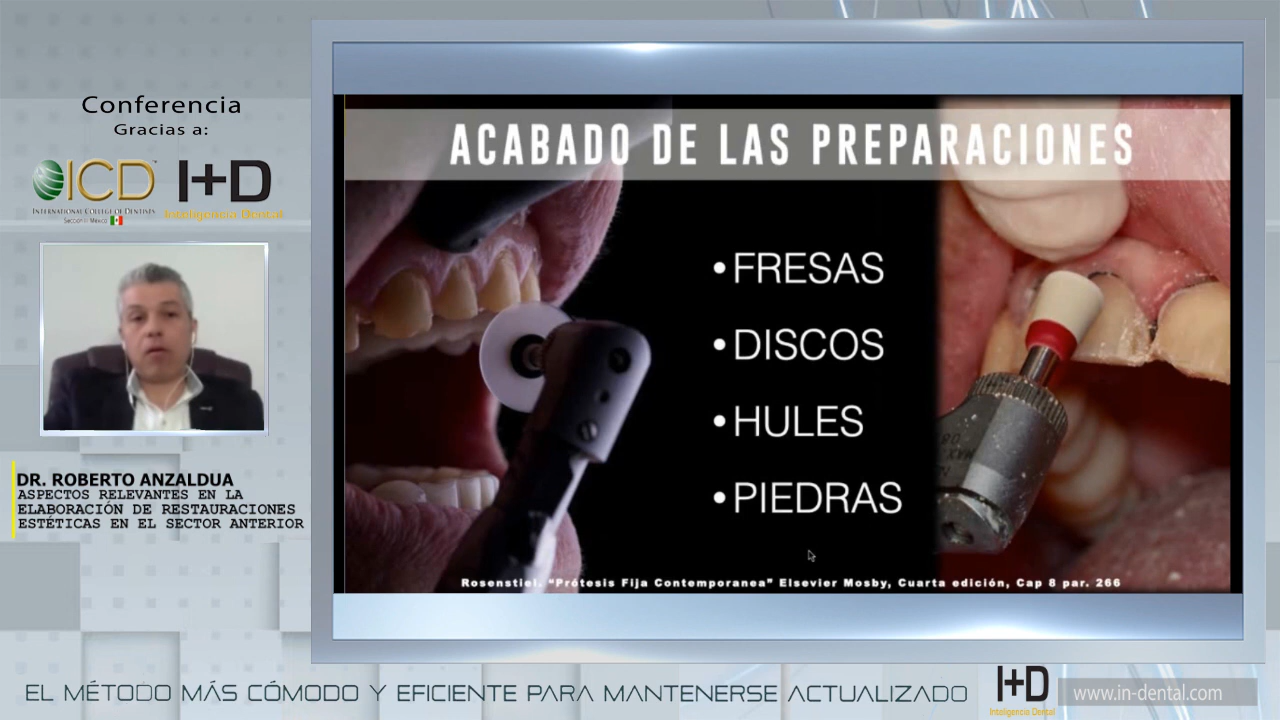 Conferencia
Gracias a:
ICD
I+D
INTERNATIONAL COLLEGE OF DENTISTS
Inteligencia Dental
Sección IV México
DR. ROBERTO ANZALDUA
ASPECTOS RELEVANTES EN LA
ELABORACIÓN DE RESTAURACIONES
ESTÉTICAS EN EL SECTOR ANTERIOR
ACABADO DE LAS PREPARACIONES
• FRESAS
• DISCOS
• HULES
• PIEDRAS
Rosenstiel. "Prótesis Fija Contemporanea" Elsevier Mosby, Cuarta edición, Cap 8 par. 266
EL MÉTODO MÁS CÓMODO Y EFICIENTE PARA MANTENERSE ACTUALIZADO
I+D
Inteligencia Dental
www.in-dental.com